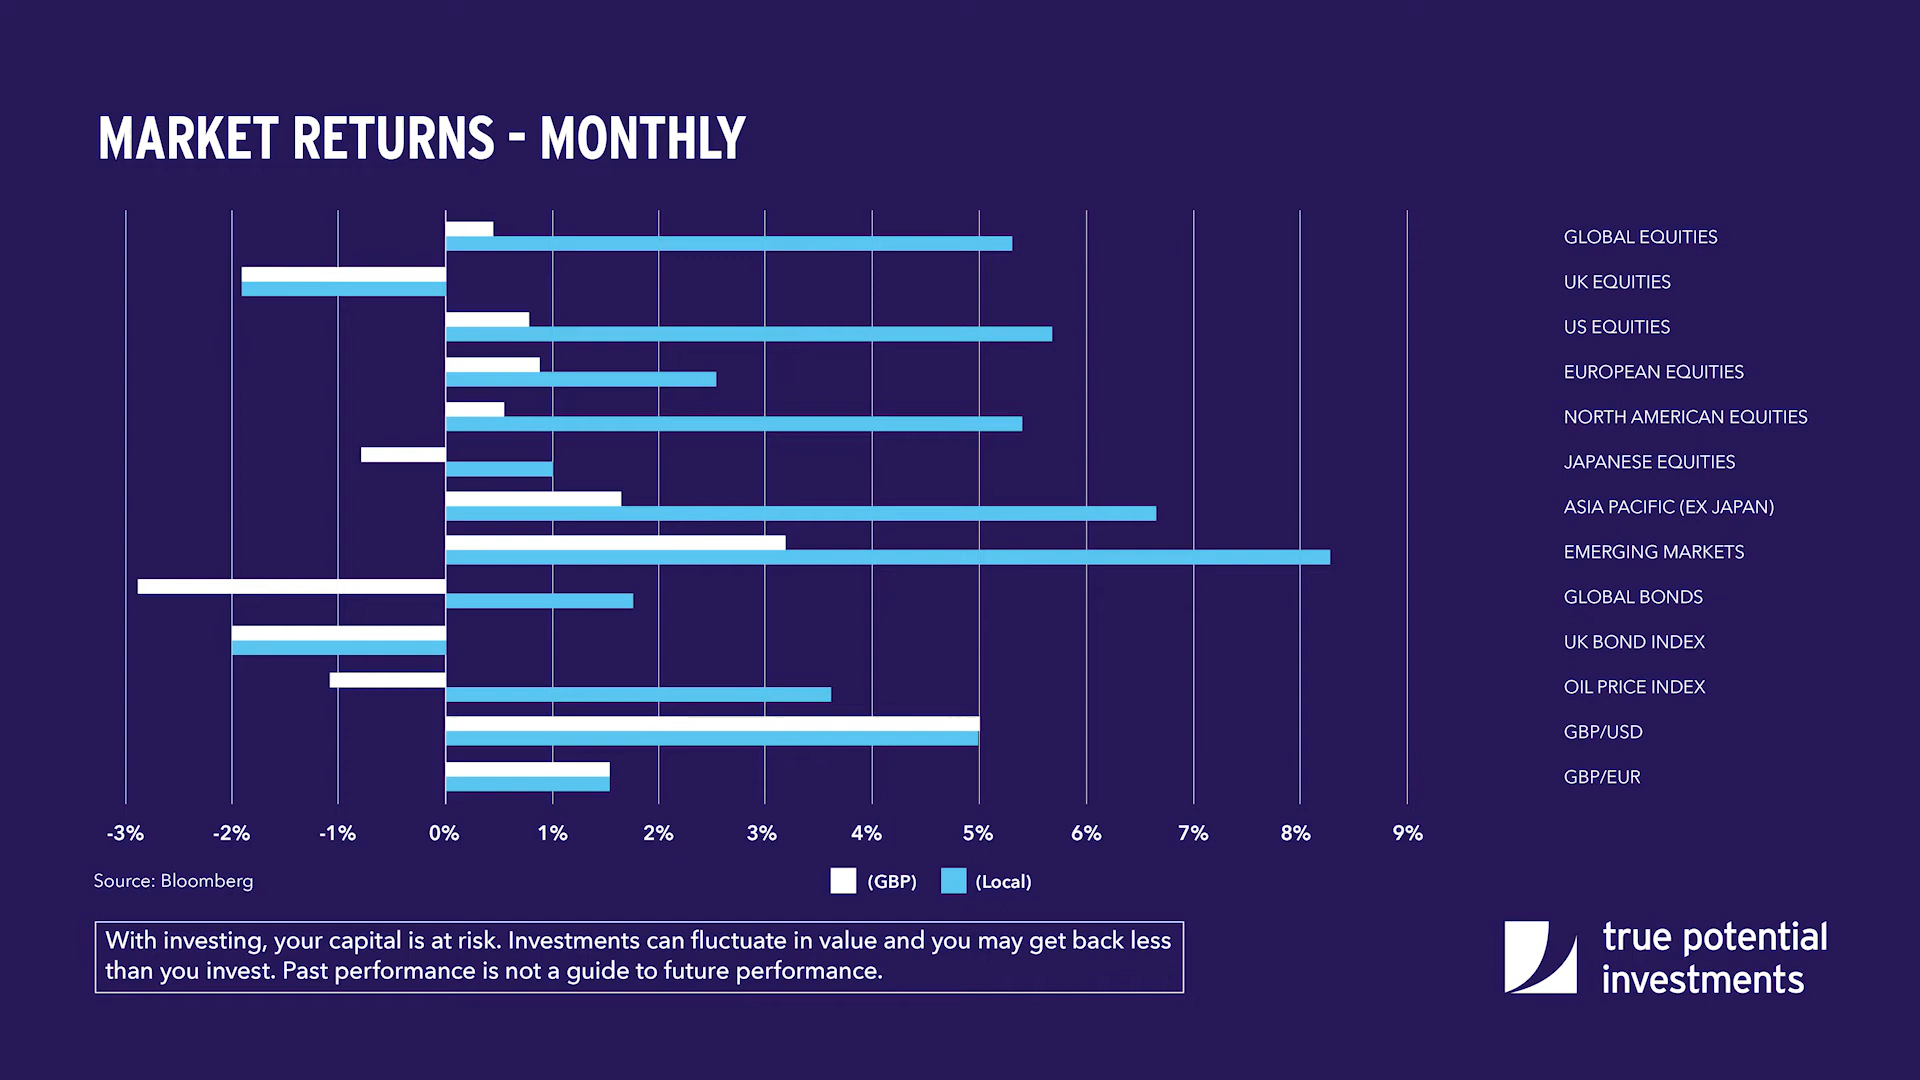 MARKET RETURNS - MONTHLY
GLOBAL EQUITIES
UK EQUITIES
US EQUITIES
EUROPEAN EQUITIES
NORTH AMERICAN EQUITIES
JAPANESE EQUITIES
ASIA PACIFIC (EX JAPAN)
EMERGING MARKETS
GLOBAL BONDS
UK BOND INDEX
OIL PRICE INDEX
GBP/USD
GBP/EUR
-3% -2% -1% 0% 1% 2% 3% 4% 5% 6% 7% 8% 9%
Source: Bloomberg
(GBP) (Local)
With investing, your capital is at risk. Investments can fluctuate in value and you may get back less
than you invest. Past performance is not a guide to future performance.
true potential
investments